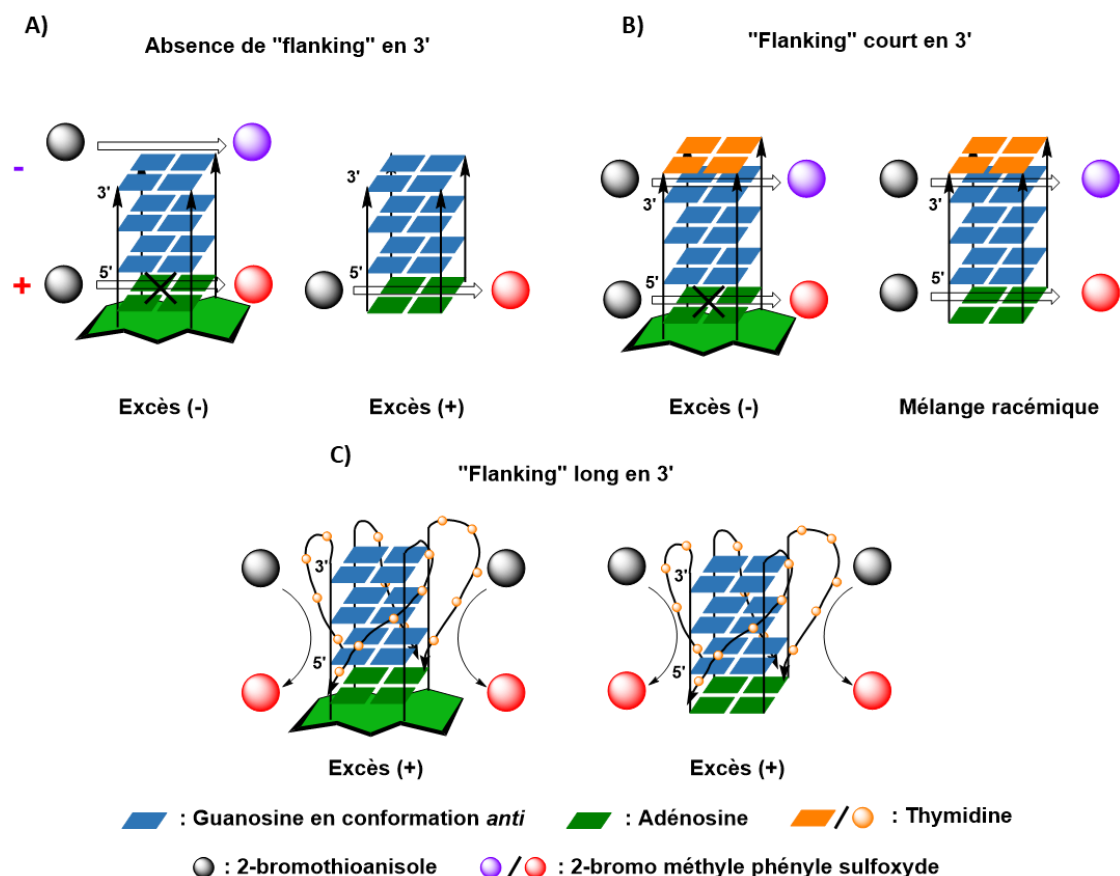 A)
Absence de "flanking" en 3'
B)
"Flanking" court en 3'
-
+
3'
5'
3'
5'
3'
5'
3'
5'
Excès (-)
Excès (+)
Excès (-)
Mélange racémique
C)
"Flanking" long en 3'
3'
5'
3'
5'
Excès (+)
Excès (+)
: Guanosine en conformation anti
: Adénosine
/ : Thymidine
: 2-bromothioanisole
/ : 2-bromo méthyle phényle sulfoxyde